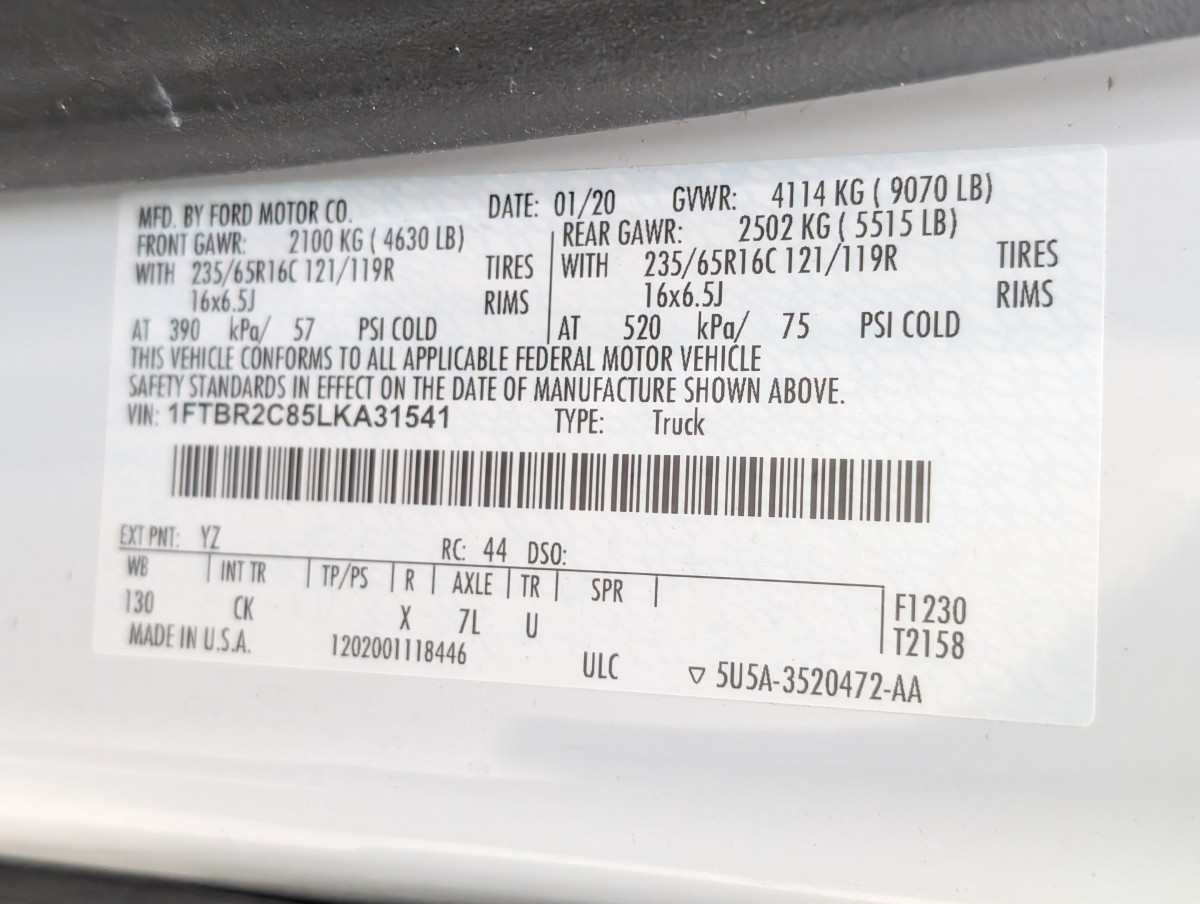 MFD. BY FORD MOTOR CO. DATE: 01/20 GVWR: 4114 KG ( 9070 LB)
FRONT GAWR: 2100 KG ( 4630 LB) REAR GAWR: 2502 KG ( 5515 LB)
WITH 235/65R16C 121/119R TIRES WITH 235/65R16C 121/119R TIRES
16x6.5J RIMS 16x6.5J RIMS
AT 390 kPa/ 57 PSI COLD AT 520 kPa/ 75 PSI COLD
THIS VEHICLE CONFORMS TO ALL APPLICABLE FEDERAL MOTOR VEHICLE
SAFETY STANDARDS IN EFFECT ON THE DATE OF MANUFACTURE SHOWN ABOVE.
VIN: 1FTBR2C85LKA31541 TYPE: Truck
EXT PNT: YZ RC: 44 DSO:
WB INT TR TP/PS R AXLE TR SPR
130 CK X 7L U F1230
T2158
MADE IN U.S.A. 1202001118446 ULC ▽ 5U5A-3520472-AA